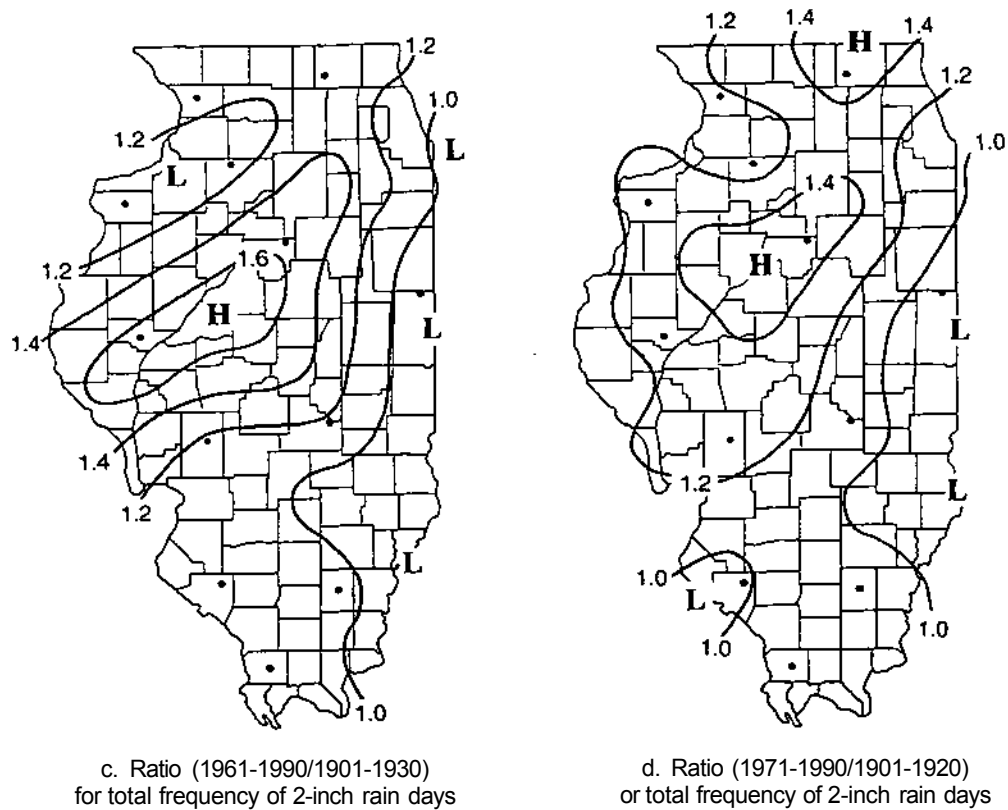 1.2
1.0
L
1.2
L
1.2
1.6
H
1.4
L
1.4
1.2
L
1.0
c. Ratio (1961-1990/1901-1930)
for total frequency of 2-inch rain days
1.4
1.2
H
1.4
1.2
1.0
1.4
H
L
1.2
L
1.0
L
1.0
1.0
d. Ratio (1971-1990/1901-1920)
or total frequency of 2-inch rain days